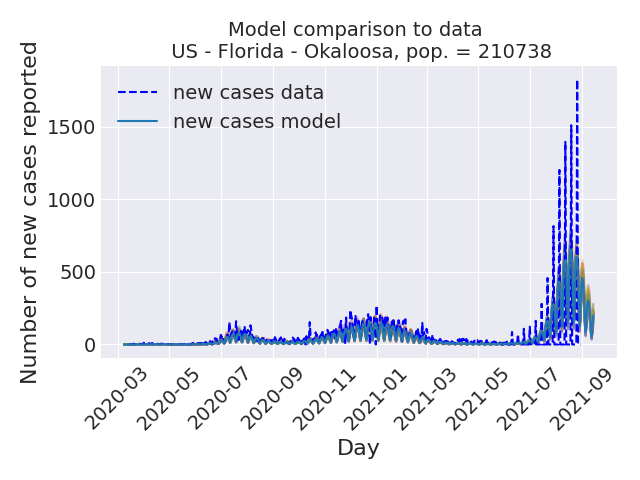 Model comparison to data
US - Florida - Okaloosa, pop. = 210738
new cases data
new cases model
Number of new cases reported
1500
1000
500
0
2020-03
2020-05
2020-07
2020-09
2020-11
2021-01
2021-03
2021-05
2021-07
2021-09
Day